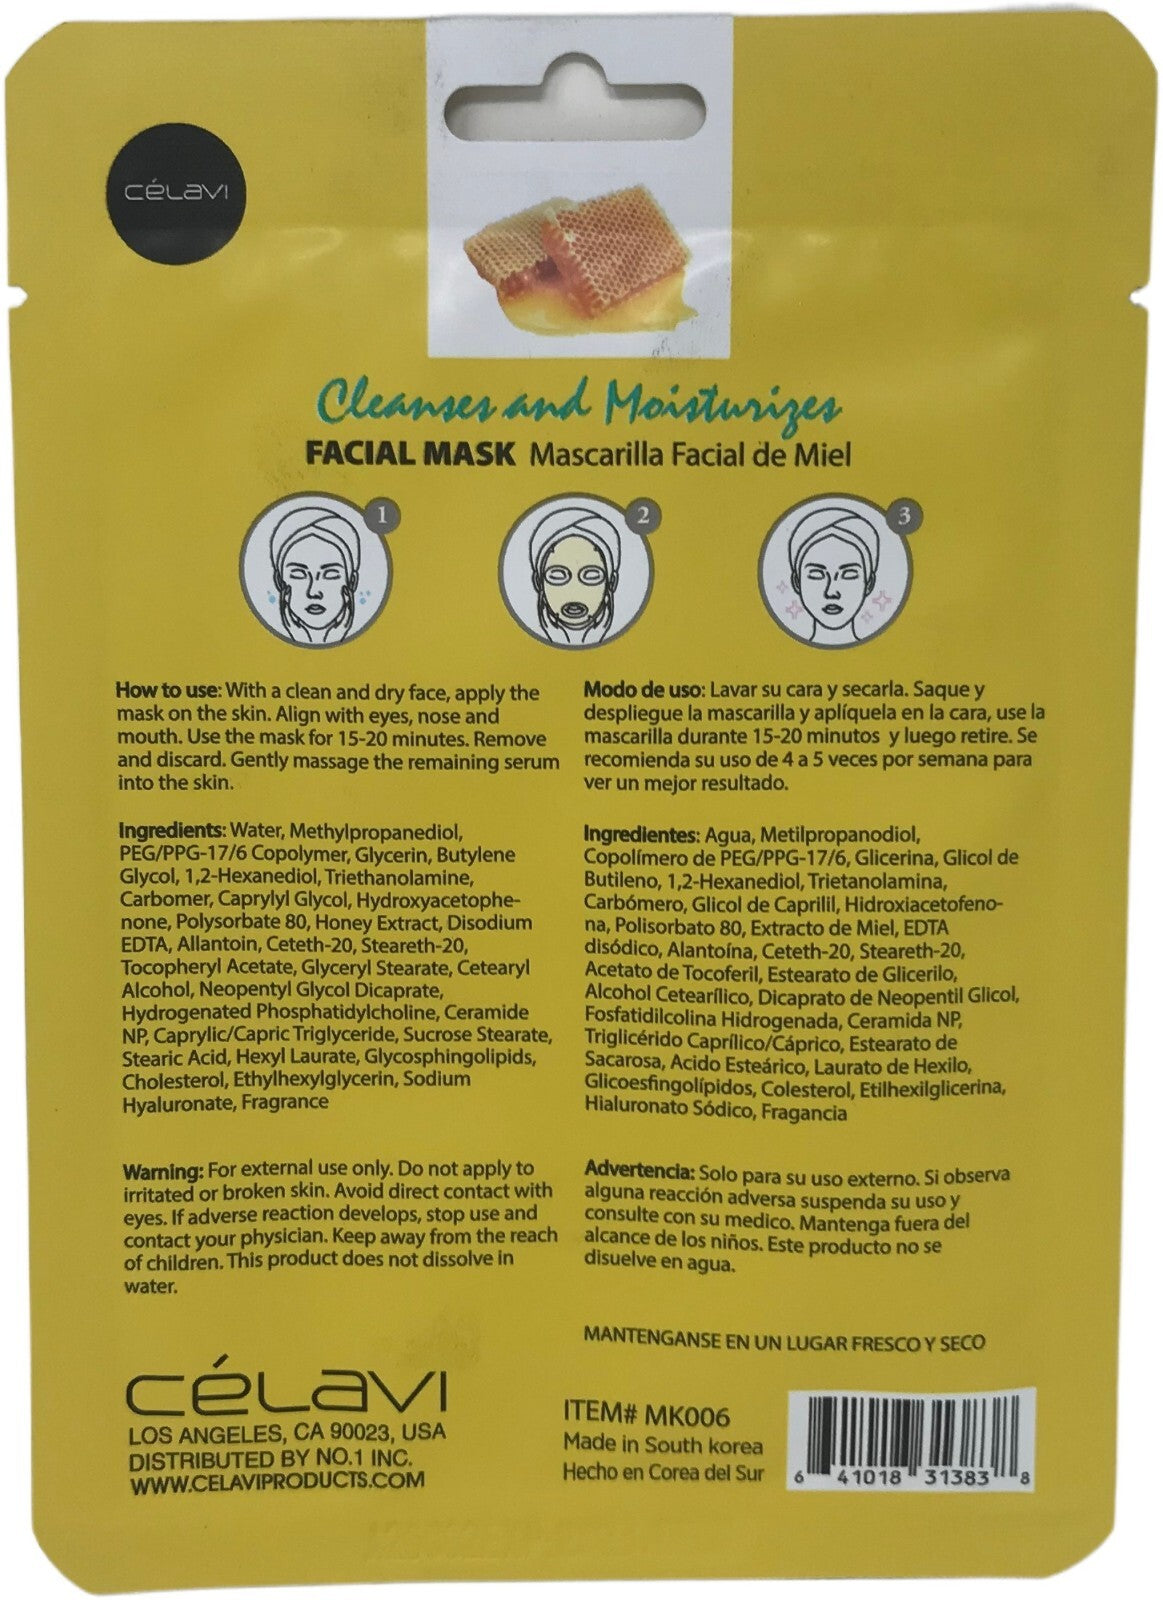 CÉLAVI
Cleanses and Moisturizes
FACIAL MASK Mascarilla Facial de Miel
1
2
3
How to use: With a clean and dry face, apply the
mask on the skin. Align with eyes, nose and
mouth. Use the mask for 15-20 minutes. Remove
and discard. Gently massage the remaining serum
into the skin.
Ingredients: Water, Methylpropanediol,
PEG/PPG-17/6 Copolymer, Glycerin, Butylene
Glycol, 1,2-Hexanediol, Triethanolamine,
Carbomer, Caprylyl Glycol, Hydroxyacetophe-
none, Polysorbate 80, Honey Extract, Disodium
EDTA, Allantoin, Ceteth-20, Steareth-20,
Tocopheryl Acetate, Glyceryl Stearate, Cetearyl
Alcohol, Neopentyl Glycol Dicaprate,
Hydrogenated Phosphatidylcholine, Ceramide
NP, Caprylic/Capric Triglyceride, Sucrose Stearate,
Stearic Acid, Hexyl Laurate, Glycosphingolipids,
Cholesterol, Ethylhexylglycerin, Sodium
Hyaluronate, Fragrance
Warning: For external use only. Do not apply to
irritated or broken skin. Avoid direct contact with
eyes. If adverse reaction develops, stop use and
contact your physician. Keep away from the reach
of children. This product does not dissolve in
water.
Modo de uso: Lavar su cara y secarla. Saque y
despliegue la mascarilla y aplíquela en la cara, use la
mascarilla durante 15-20 minutos y luego retire. Se
recomienda su uso de 4 a 5 veces por semana para
ver un mejor resultado.
Ingredientes: Agua, Metilpropanodiol,
Copolímero de PEG/PPG-17/6, Glicerina, Glicol de
Butileno, 1,2-Hexanediol, Trietanolamina,
Carbómero, Glicol de Caprilil, Hidroxiacetofeno-
na, Polisorbato 80, Extracto de Miel, EDTA
disódico, Alantoína, Ceteth-20, Steareth-20,
Acetato de Tocoferil, Estearato de Glicerilo,
Alcohol Cetearílico, Dicaprato de Neopentil Glicol,
Fosfatidilcolina Hidrogenada, Ceramida NP,
Triglicérido Caprílico/Cáprico, Estearato de
Sacarosa, Acido Esteárico, Laurato de Hexilo,
Glicoesfingolípidos, Colesterol, Etilhexilglicerina,
Hialuronato Sódico, Fragancia
Advertencia: Solo para su uso externo. Si observa
alguna reacción adversa suspenda su uso y
consulte con su medico. Mantenga fuera del
alcance de los niños. Este producto no se
disuelve en agua.
MANTENGANSE EN UN LUGAR FRESCO Y SECO
CÉLAVI
LOS ANGELES, CA 90023, USA
DISTRIBUTED BY NO.1 INC.
WWW.CELAVIPRODUCTS.COM
ITEM# MK006
Made in South korea
Hecho en Corea del Sur
6 41018 31383 8